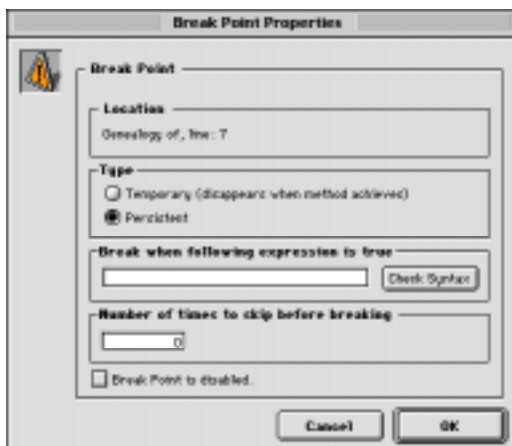 Break Point Properties
Break Point
Location
Genealogy of, line: 7
Type
Temporary (disappears when method achieves)
Persistent
Break when following expression is true
Check Syntax
Number of times to skip before breaking
0
Break Point is disabled.
Cancel OK